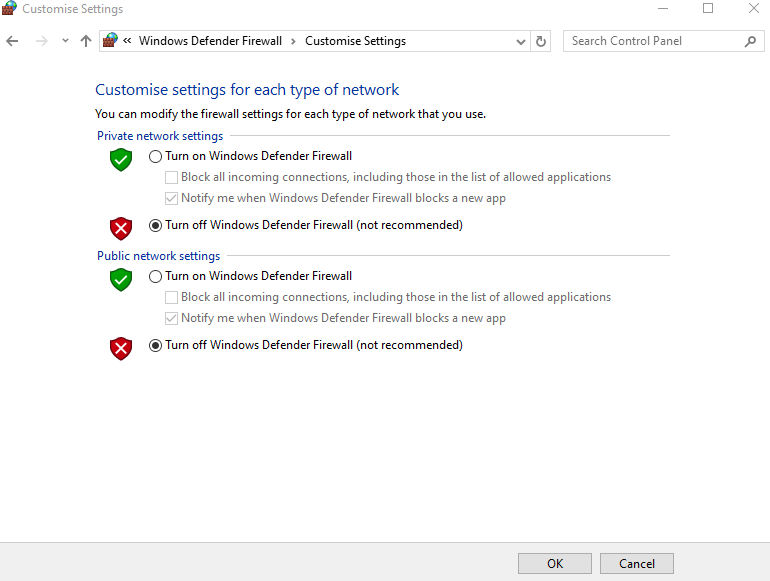 Customise Settings
« Windows Defender Firewall › Customise Settings
Search Control Panel
Customise settings for each type of network
You can modify the firewall settings for each type of network that you use.
Private network settings
Turn on Windows Defender Firewall
Block all incoming connections, including those in the list of allowed applications
Notify me when Windows Defender Firewall blocks a new app
Turn off Windows Defender Firewall (not recommended)
Public network settings
Turn on Windows Defender Firewall
Block all incoming connections, including those in the list of allowed applications
Notify me when Windows Defender Firewall blocks a new app
Turn off Windows Defender Firewall (not recommended)
OK Cancel